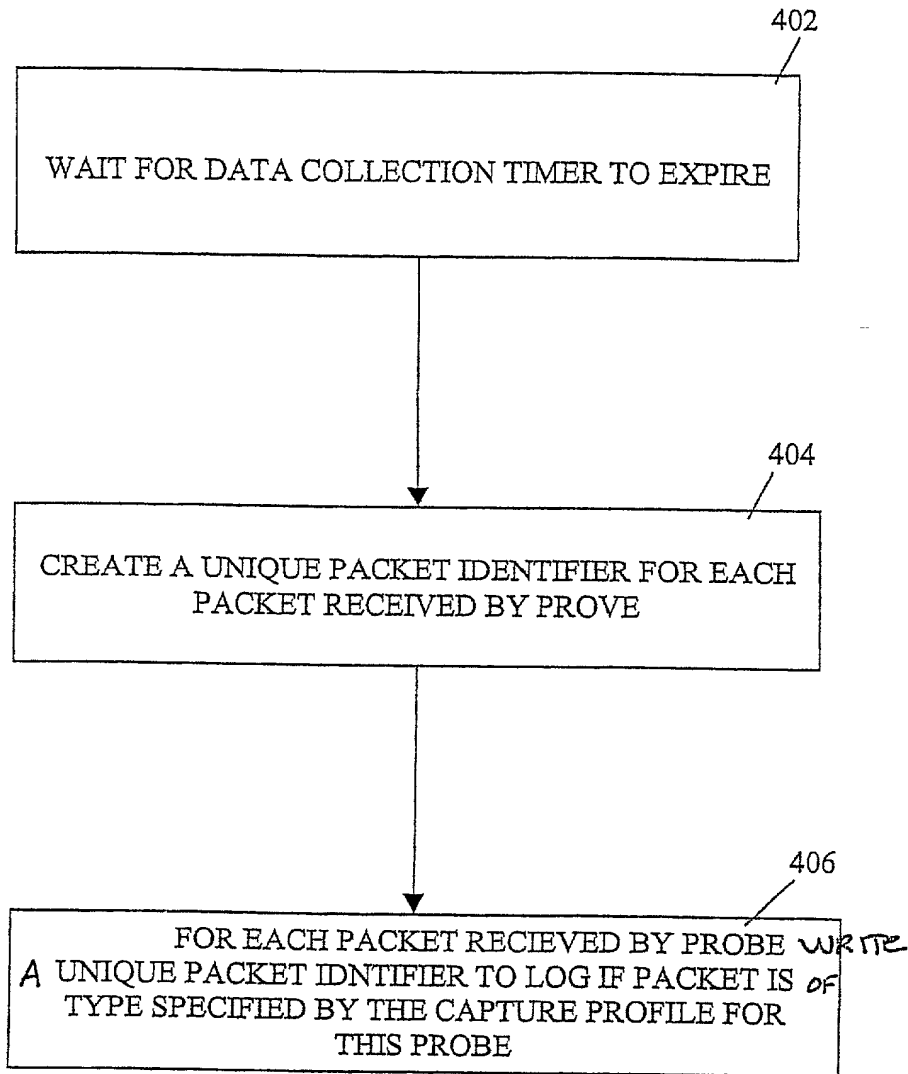 402
WAIT FOR DATA COLLECTION TIMER TO EXPIRE
404
CREATE A UNIQUE PACKET IDENTIFIER FOR EACH
PACKET RECEIVED BY PROVE
406
FOR EACH PACKET RECIEVED BY PROBE WRITE
A UNIQUE PACKET IDNTIFIER TO LOG IF PACKET IS OF
TYPE SPECIFIED BY THE CAPTURE PROFILE FOR
THIS PROBE